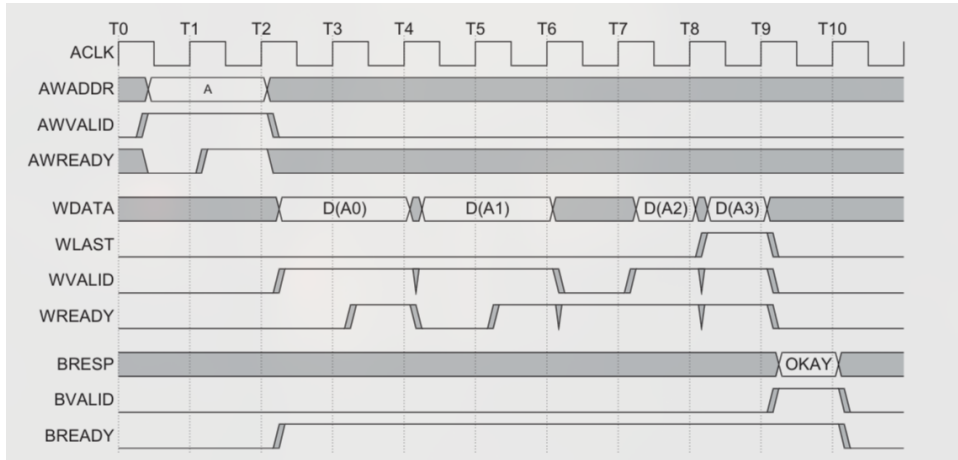 T0 T1 T2 T3 T4 T5 T6 T7 T8 T9 T10
ACLK
AWADDR A
AWVALID
AWREADY
WDATA D(A0) D(A1) D(A2) D(A3)
WLAST
WVALID
WREADY
BRESP OKAY
BVALID
BREADY